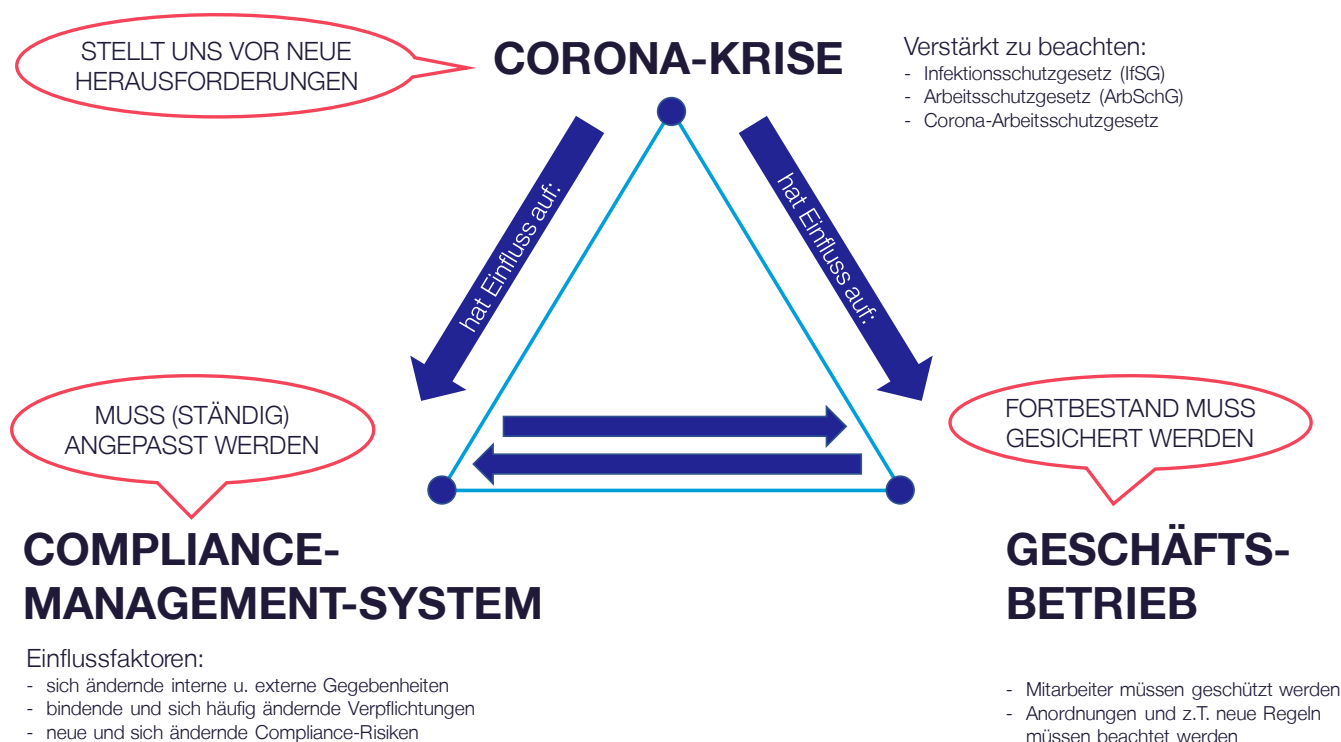 STELLT UNS VOR NEUE
HERAUSFORDERUNGEN
CORONA-KRISE
Verstärkt zu beachten:
- Infektionsschutzgesetz (IfSG)
- Arbeitsschutzgesetz (ArbSchG)
- Corona-Arbeitsschutzgesetz
hat Einfluss auf:
hat Einfluss auf:
MUSS (STÄNDIG)
ANGEPASST WERDEN
FORTBESTAND MUSS
GESICHERT WERDEN
COMPLIANCE-
MANAGEMENT-SYSTEM
Einflussfaktoren:
- sich ändernde interne u. externe Gegebenheiten
- bindende und sich häufig ändernde Verpflichtungen
- neue und sich ändernde Compliance-Risiken
GESCHÄFTS-
BETRIEB
- Mitarbeiter müssen geschützt werden
- Anordnungen und z.T. neue Regeln
müssen beachtet werden